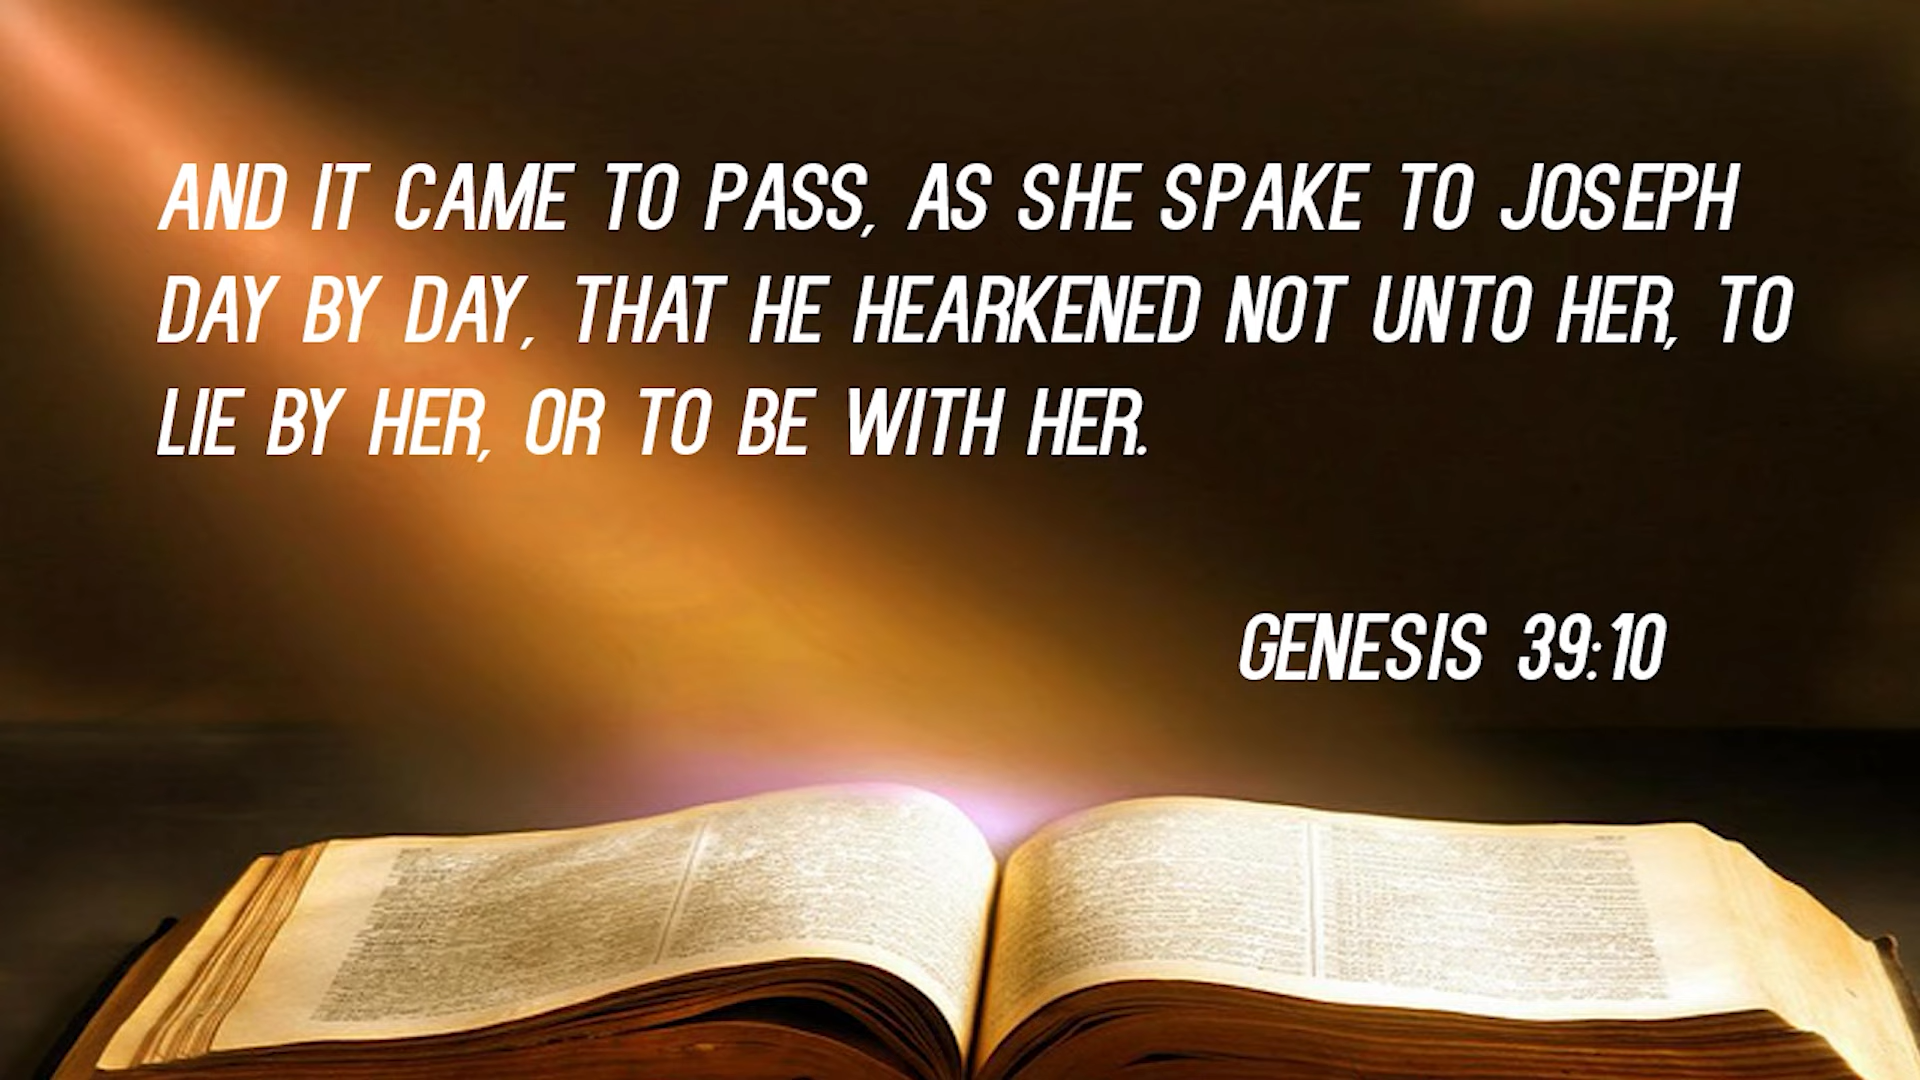 AND IT CAME TO PASS, AS SHE SPAKE TO JOSEPH
DAY BY DAY, THAT HE HEARKENED NOT UNTO HER, TO
LIE BY HER, OR TO BE WITH HER.
GENESIS 39:10